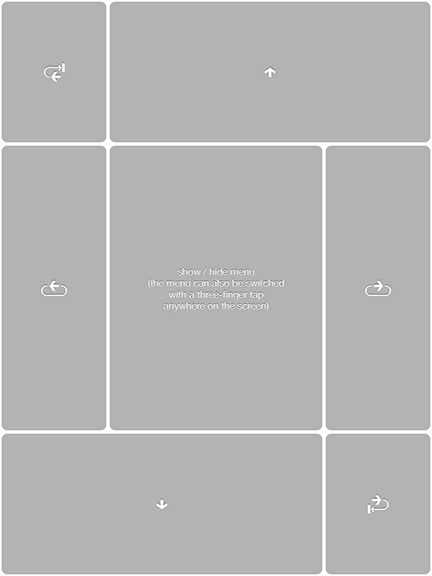 show / hide menu
(the menu can also be switched
with a three-finger tap
anywhere on the screen)